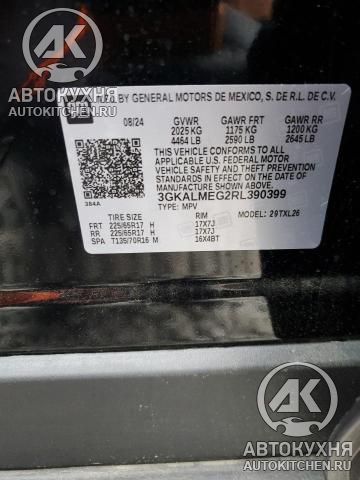 АВТОКУХНЯ
AUTOKITCHEN.RU
GM
BY GENERAL MOTORS DE MEXICO, S. DE R.L. DE C.V.
08/24 GVWR GAWR FRT GAWR RR
2025 KG 1175 KG 1200 KG
4464 LB 2590 LB 2645 LB
THIS VEHICLE CONFORMS TO ALL
APPLICABLE U.S. FEDERAL MOTOR
VEHICLE SAFETY AND THEFT PREVENTION
STANDARDS IN EFFECT ON THE DATE OF
MANUFACTURE SHOWN ABOVE.
3GKALMEG2RL390399
384A TYPE: MPV
TIRE SIZE RIM MODEL: 29TXL26
FRT 225/65R17 H 17X7J
RR 225/65R17 H 17X7J
SPA T135/70R16 M 16X4BT
АК
АВТОКУХНЯ
AUTOKITCHEN.RU